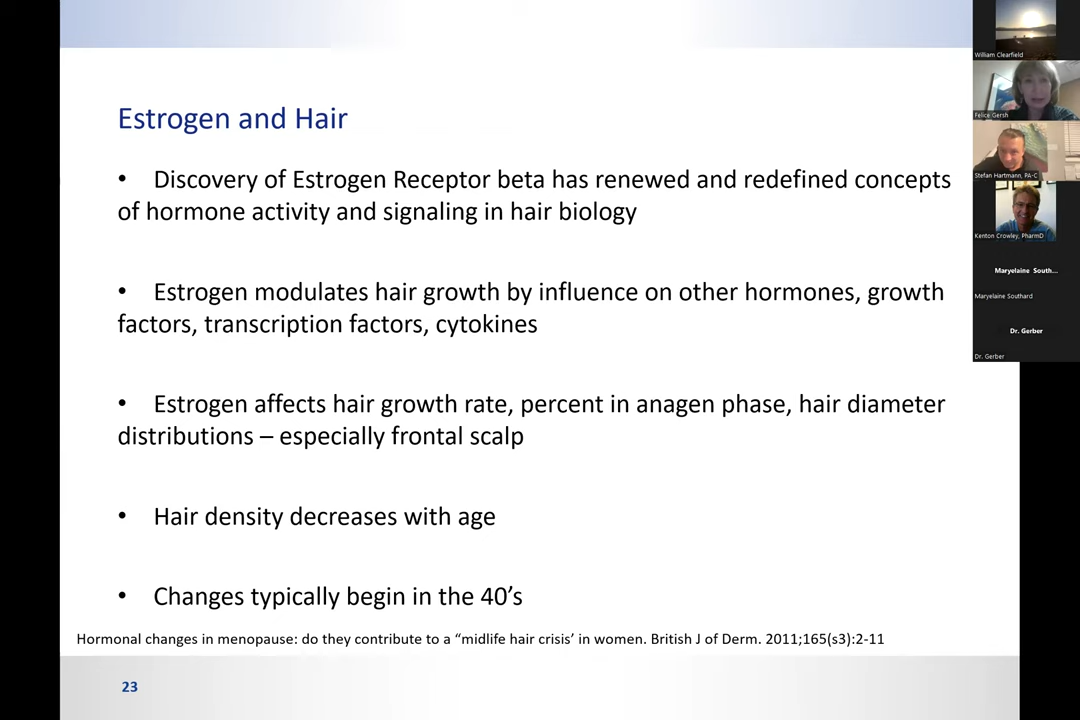 Estrogen and Hair
• Discovery of Estrogen Receptor beta has renewed and redefined concepts
of hormone activity and signaling in hair biology
• Estrogen modulates hair growth by influence on other hormones, growth
factors, transcription factors, cytokines
• Estrogen affects hair growth rate, percent in anagen phase, hair diameter
distributions – especially frontal scalp
• Hair density decreases with age
• Changes typically begin in the 40’s
Hormonal changes in menopause: do they contribute to a “midlife hair crisis’ in women. British J of Derm. 2011;165(s3):2-11
23
William Clearfield
Felice Gersh
Stefan Hartmann, PA-C
Kenton Crowley, PharmD
Maryelaine South...
Maryelaine Southard
Dr. Gerber
Dr. Gerber